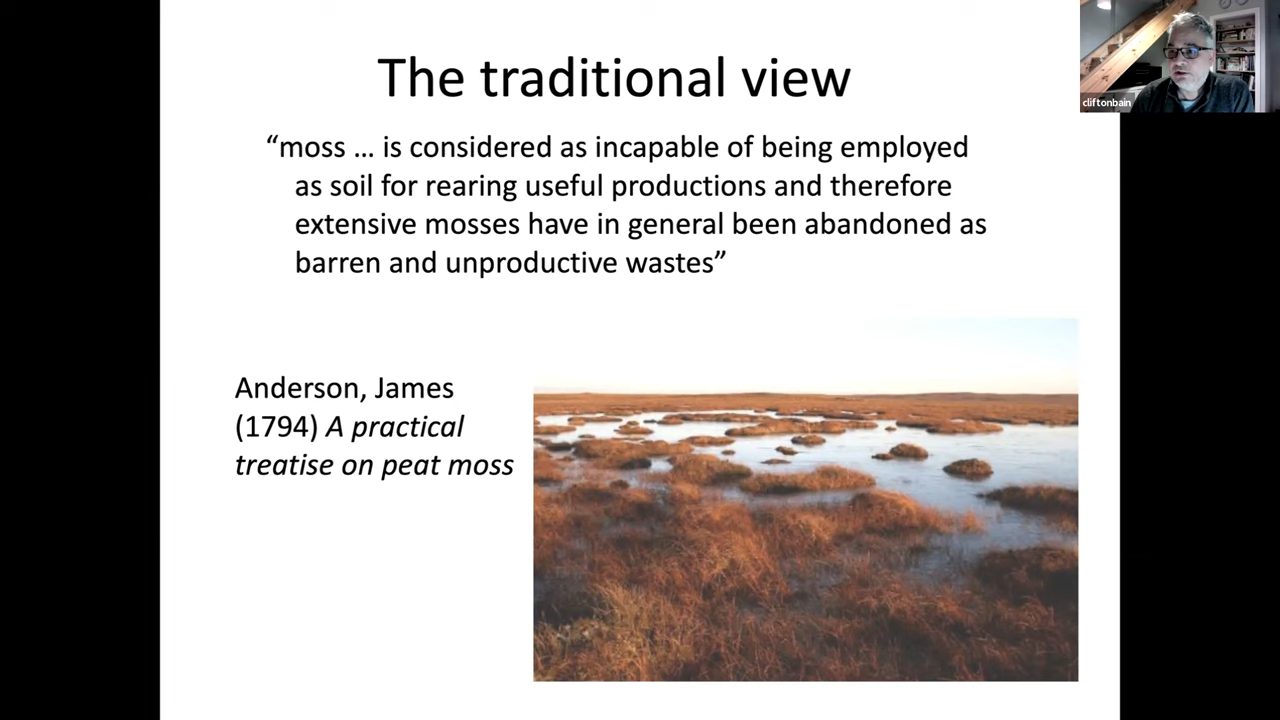 The traditional view
“moss ... is considered as incapable of being employed
as soil for rearing useful productions and therefore
extensive mosses have in general been abandoned as
barren and unproductive wastes”
Anderson, James
(1794) A practical
treatise on peat moss
cliftonbain